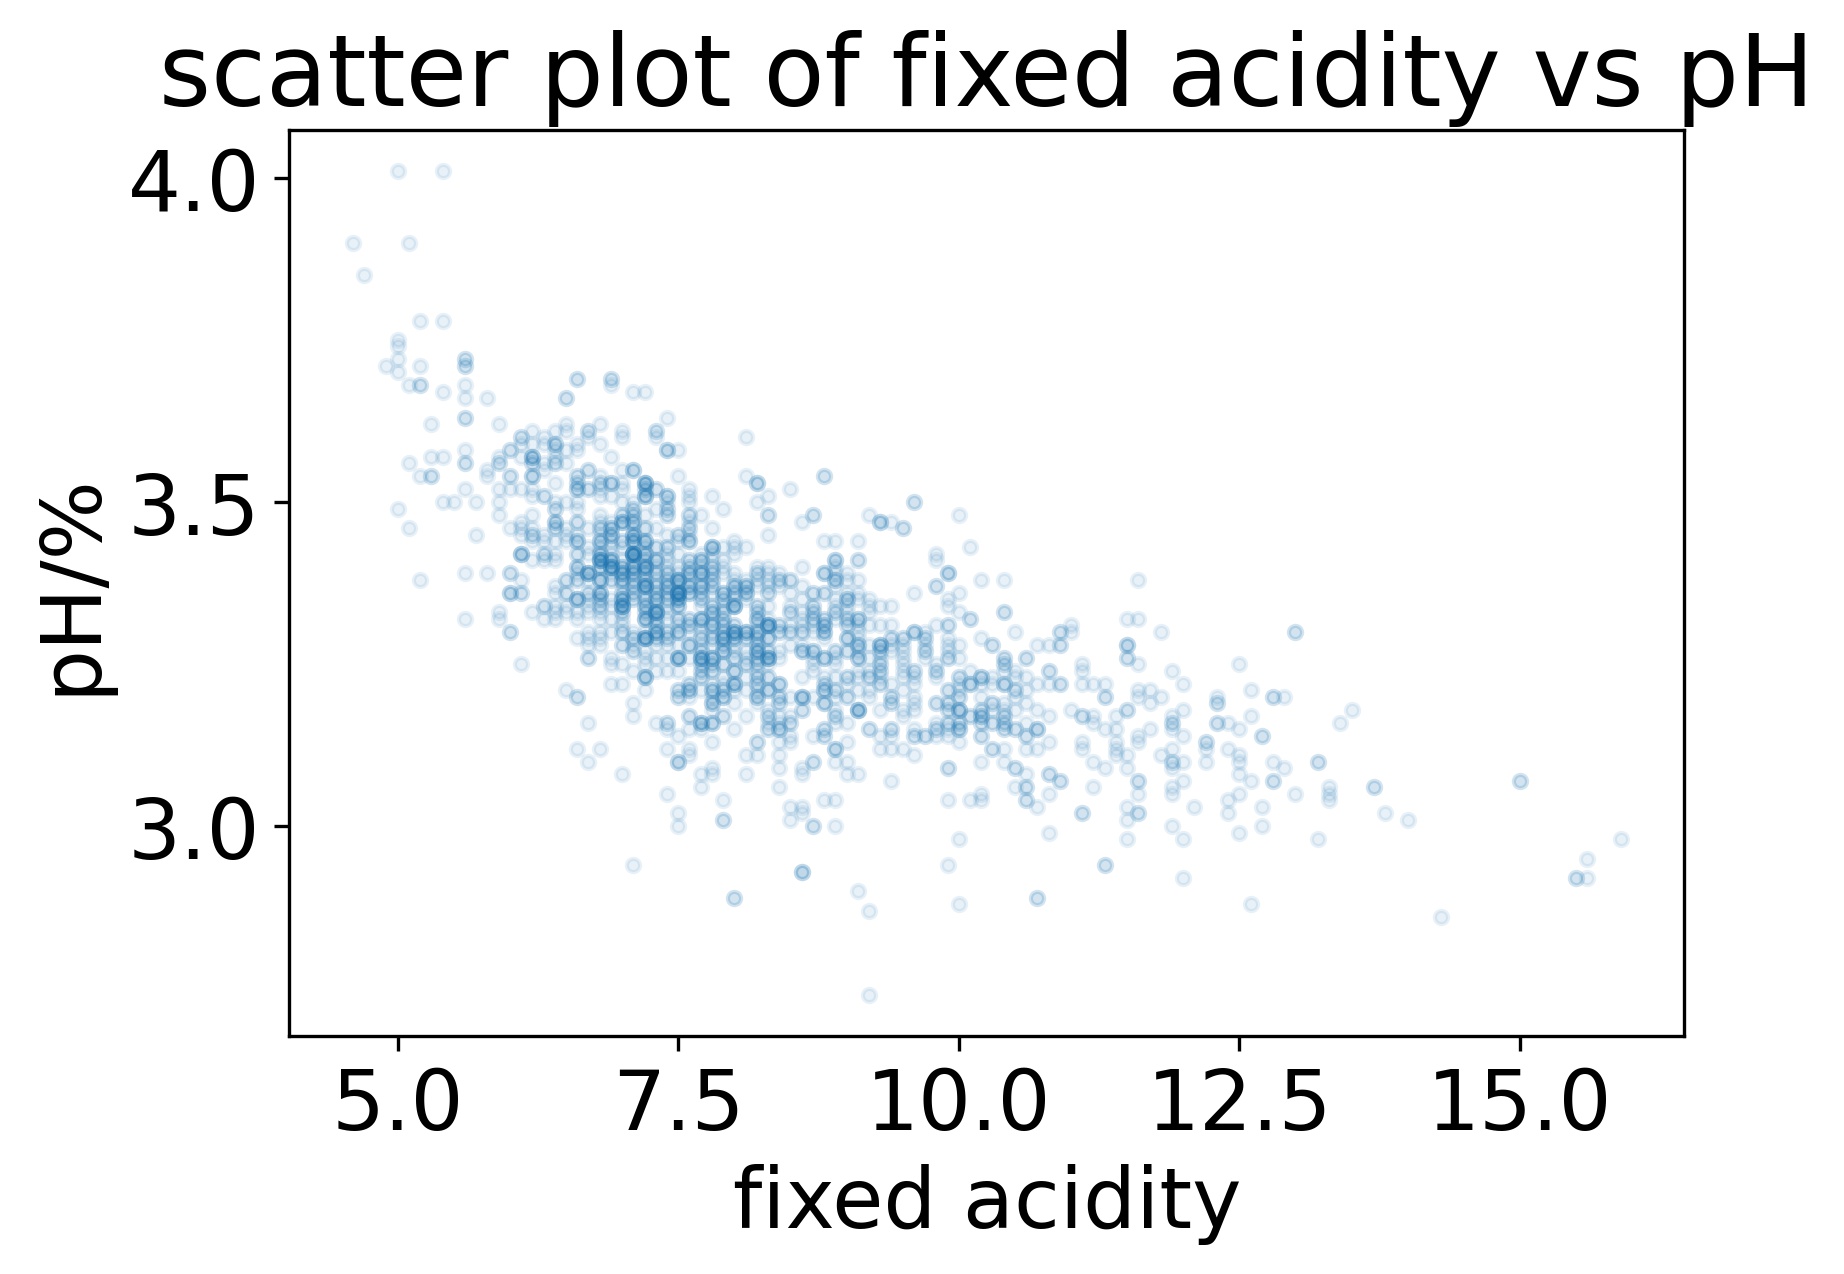 scatter plot of fixed acidity vs pH
4.0
3.5
3.0
pH/%
5.0 7.5 10.0 12.5 15.0
fixed acidity